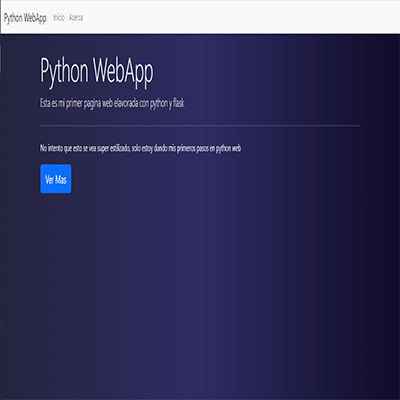 Python WebApp Inicio Acerca
Python WebApp
Esta es mi primer pagina web elavorada con python y flask
No intento que esto se vea super estilizado, solo estoy dando mis primeros pasos en python web
Ver Mas